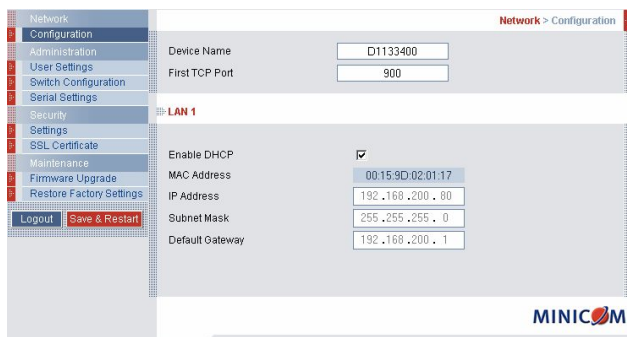 Network
Configuration
Administration
User Settings
Switch Configuration
Serial Settings
Security
Settings
SSL Certificate
Maintenance
Firmware Upgrade
Restore Factory Settings
Logout
Save & Restart
Network > Configuration
Device Name D1133400
First TCP Port 900
LAN 1
Enable DHCP
MAC Address 00:15:9D:02:01:17
IP Address 192.168.200.80
Subnet Mask 255.255.255.0
Default Gateway 192.168.200.1
MINICOM